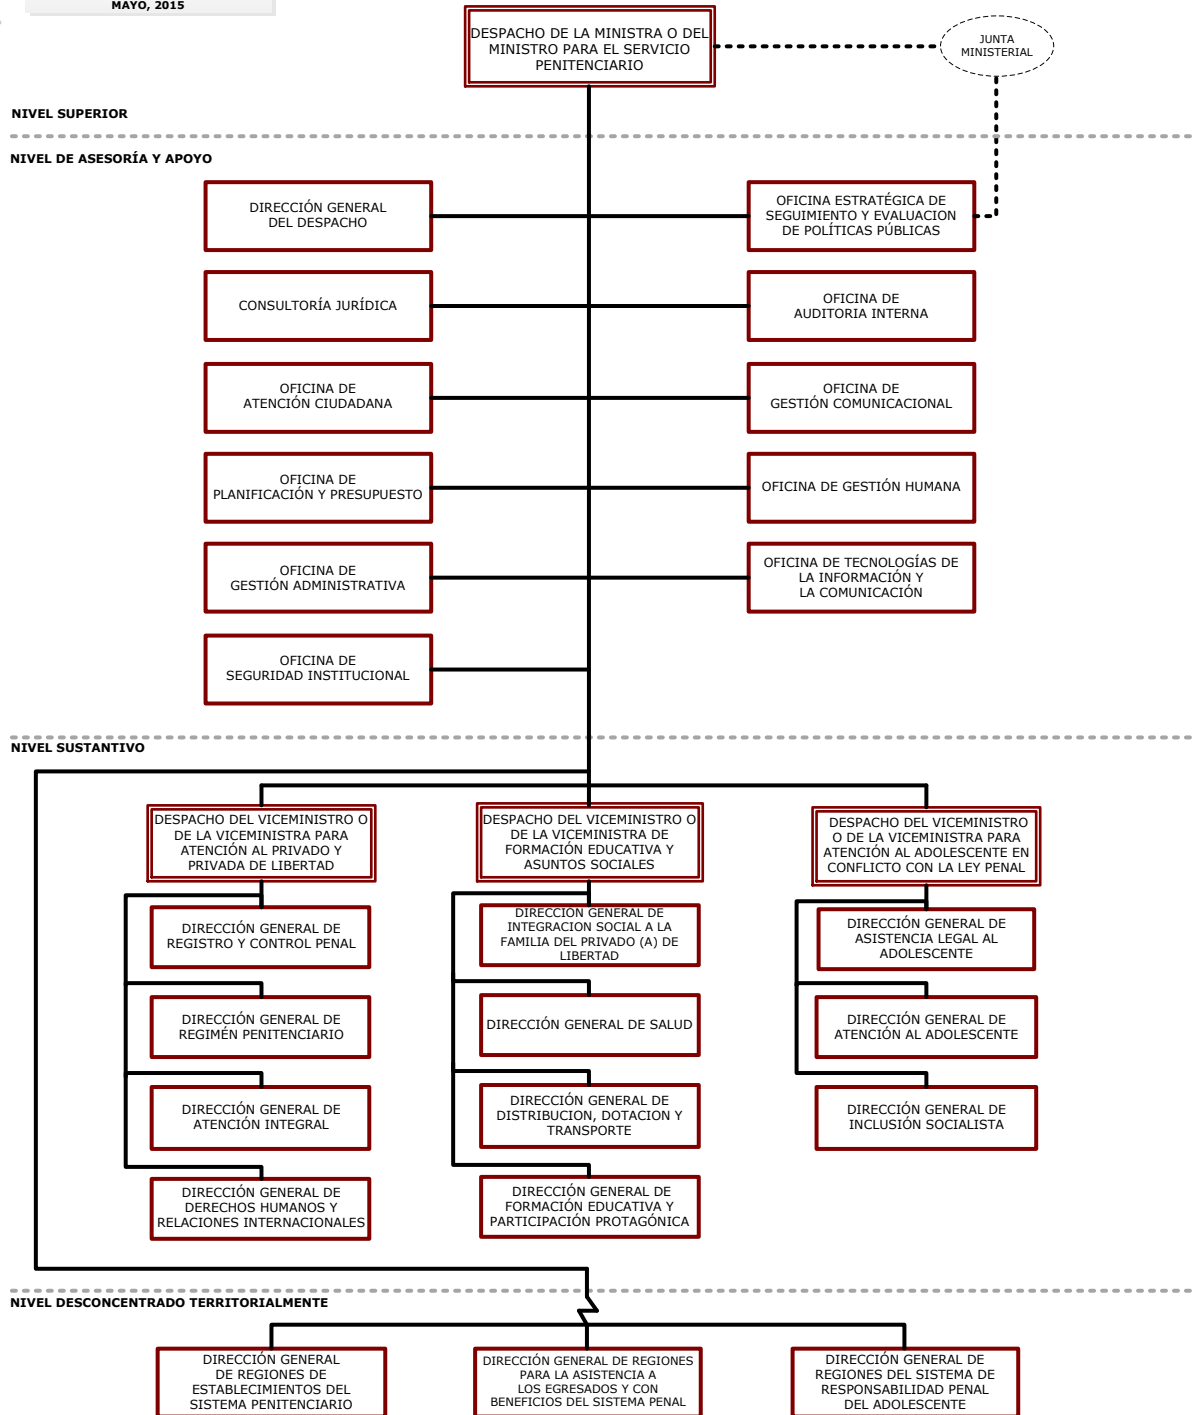 MAYO, 2015
DESPACHO DE LA MINISTRA O DEL
MINISTRO PARA EL SERVICIO
PENITENCIARIO
JUNTA
MINISTERIAL
NIVEL SUPERIOR
NIVEL DE ASESORÍA Y APOYO
DIRECCIÓN GENERAL
DEL DESPACHO
OFICINA ESTRATÉGICA DE
SEGUIMIENTO Y EVALUACION
DE POLÍTICAS PÚBLICAS
CONSULTORÍA JURÍDICA
OFICINA DE
AUDITORIA INTERNA
OFICINA DE
ATENCIÓN CIUDADANA
OFICINA DE
GESTIÓN COMUNICACIONAL
OFICINA DE
PLANIFICACIÓN Y PRESUPUESTO
OFICINA DE GESTIÓN HUMANA
OFICINA DE
GESTIÓN ADMINISTRATIVA
OFICINA DE TECNOLOGÍAS DE
LA INFORMACIÓN Y
LA COMUNICACIÓN
OFICINA DE
SEGURIDAD INSTITUCIONAL
NIVEL SUSTANTIVO
DESPACHO DEL VICEMINISTRO O
DE LA VICEMINISTRA PARA
ATENCIÓN AL PRIVADO Y
PRIVADA DE LIBERTAD
DIRECCIÓN GENERAL DE
REGISTRO Y CONTROL PENAL
DIRECCIÓN GENERAL DE
REGIMÉN PENITENCIARIO
DIRECCIÓN GENERAL DE
ATENCIÓN INTEGRAL
DIRECCIÓN GENERAL DE
DERECHOS HUMANOS Y
RELACIONES INTERNACIONALES
DESPACHO DEL VICEMINISTRO O
DE LA VICEMINISTRA DE
FORMACIÓN EDUCATIVA Y
ASUNTOS SOCIALES
DIRECCIÓN GENERAL DE
INTEGRACION SOCIAL A LA
FAMILIA DEL PRIVADO (A) DE
LIBERTAD
DIRECCIÓN GENERAL DE SALUD
DIRECCIÓN GENERAL DE
DISTRIBUCION, DOTACION Y
TRANSPORTE
DIRECCIÓN GENERAL DE
FORMACIÓN EDUCATIVA Y
PARTICIPACIÓN PROTAGÓNICA
DESPACHO DEL VICEMINISTRO
O DE LA VICEMINISTRA PARA
ATENCIÓN AL ADOLESCENTE EN
CONFLICTO CON LA LEY PENAL
DIRECCIÓN GENERAL DE
ASISTENCIA LEGAL AL
ADOLESCENTE
DIRECCIÓN GENERAL DE
ATENCIÓN AL ADOLESCENTE
DIRECCIÓN GENERAL DE
INCLUSIÓN SOCIALISTA
NIVEL DESCONCENTRADO TERRITORIALMENTE
DIRECCIÓN GENERAL
DE REGIONES DE
ESTABLECIMIENTOS DEL
SISTEMA PENITENCIARIO
DIRECCIÓN GENERAL DE REGIONES
PARA LA ASISTENCIA A
LOS EGRESADOS Y CON
BENEFICIOS DEL SISTEMA PENAL
DIRECCIÓN GENERAL DE
REGIONES DEL SISTEMA DE
RESPONSABILIDAD PENAL
DEL ADOLESCENTE